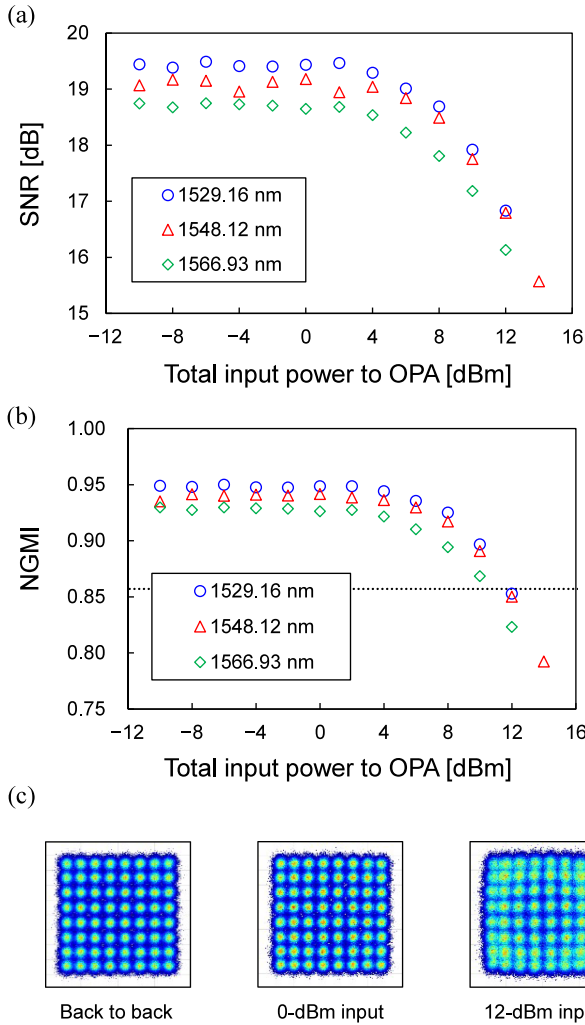 (a)
20
19
18
17
16
15
SNR [dB]
1529.16 nm
1548.12 nm
1566.93 nm
−12 −8 −4 0 4 8 12 16
Total input power to OPA [dBm]
(b)
1.00
0.95
0.90
0.85
0.80
0.75
NGMI
1529.16 nm
1548.12 nm
1566.93 nm
−12 −8 −4 0 4 8 12 16
Total input power to OPA [dBm]
(c)
Back to back 0-dBm input 12-dBm inp